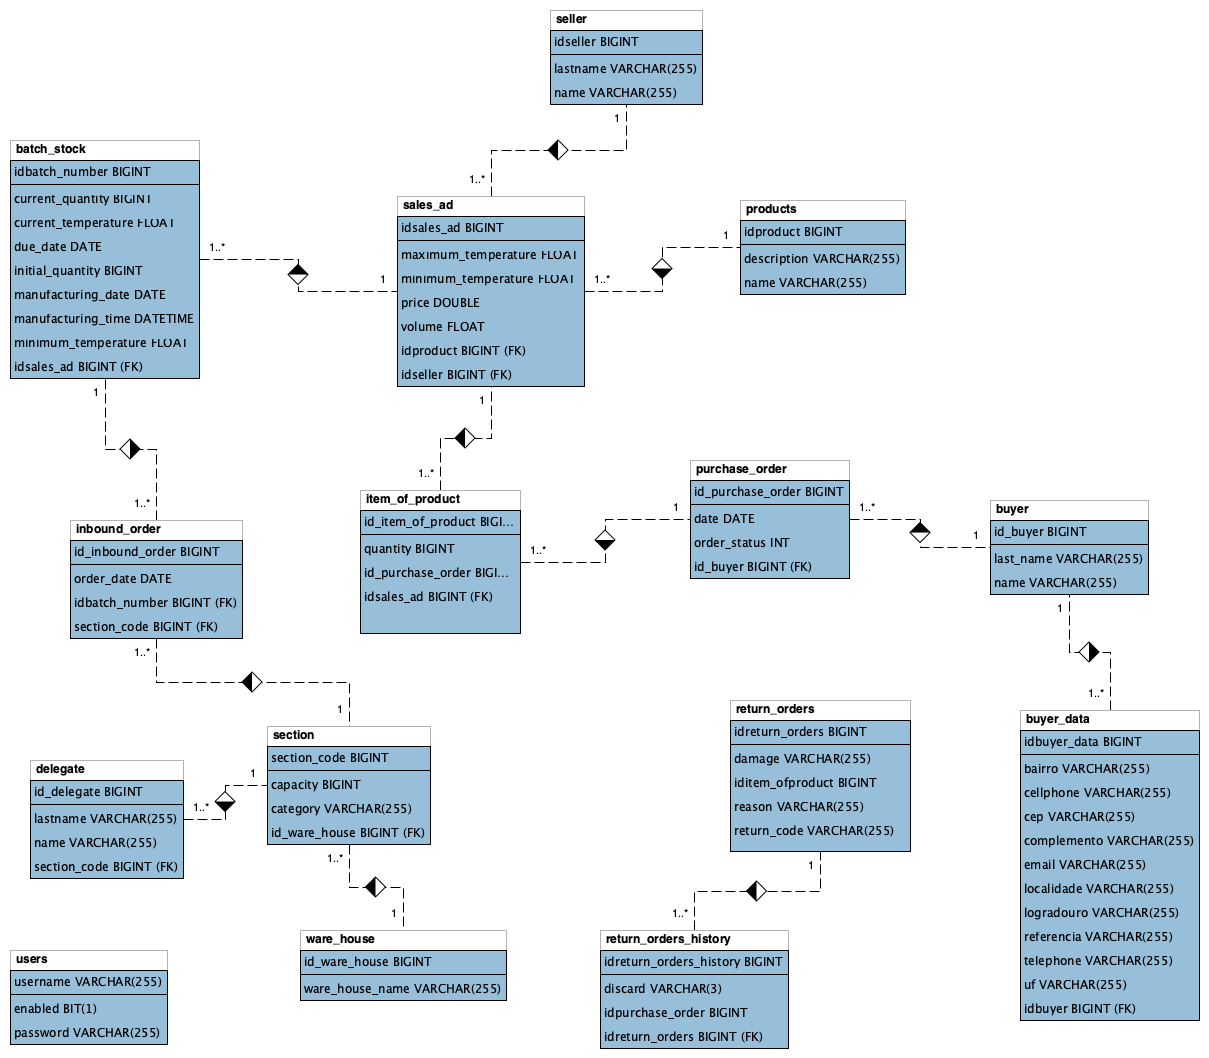 seller
idseller BIGINT
lastname VARCHAR(255)
name VARCHAR(255)
1
1..*
batch_stock
idbatch_number BIGINT
current_quantity BIGINT
current_temperature FLOAT
due_date DATE
initial_quantity BIGINT
manufacturing_date DATE
manufacturing_time DATETIME
minimum_temperature FLOAT
idsales_ad BIGINT (FK)
1..*
1
1
1..*
sales_ad
idsales_ad BIGINT
maximum_temperature FLOAT
minimum_temperature FLOAT
price DOUBLE
volume FLOAT
idproduct BIGINT (FK)
idseller BIGINT (FK)
1
1..*
1
1..*
products
idproduct BIGINT
description VARCHAR(255)
name VARCHAR(255)
item_of_product
id_item_of_product BIGI...
quantity BIGINT
id_purchase_order BIGI...
idsales_ad BIGINT (FK)
1..*
1
purchase_order
id_purchase_order BIGINT
date DATE
order_status INT
id_buyer BIGINT (FK)
1..*
1
buyer
id_buyer BIGINT
last_name VARCHAR(255)
name VARCHAR(255)
1
1..*
inbound_order
id_inbound_order BIGINT
order_date DATE
idbatch_number BIGINT (FK)
section_code BIGINT (FK)
1..*
1
section
section_code BIGINT
capacity BIGINT
category VARCHAR(255)
id_ware_house BIGINT (FK)
1
1..*
1..*
1
delegate
id_delegate BIGINT
lastname VARCHAR(255)
name VARCHAR(255)
section_code BIGINT (FK)
return_orders
idreturn_orders BIGINT
damage VARCHAR(255)
iditem_ofproduct BIGINT
reason VARCHAR(255)
return_code VARCHAR(255)
1
1..*
buyer_data
idbuyer_data BIGINT
bairro VARCHAR(255)
cellphone VARCHAR(255)
cep VARCHAR(255)
complemento VARCHAR(255)
email VARCHAR(255)
localidade VARCHAR(255)
logradouro VARCHAR(255)
referencia VARCHAR(255)
telephone VARCHAR(255)
uf VARCHAR(255)
idbuyer BIGINT (FK)
users
username VARCHAR(255)
enabled BIT(1)
password VARCHAR(255)
ware_house
id_ware_house BIGINT
ware_house_name VARCHAR(255)
return_orders_history
idreturn_orders_history BIGINT
discard VARCHAR(3)
idpurchase_order BIGINT
idreturn_orders BIGINT (FK)